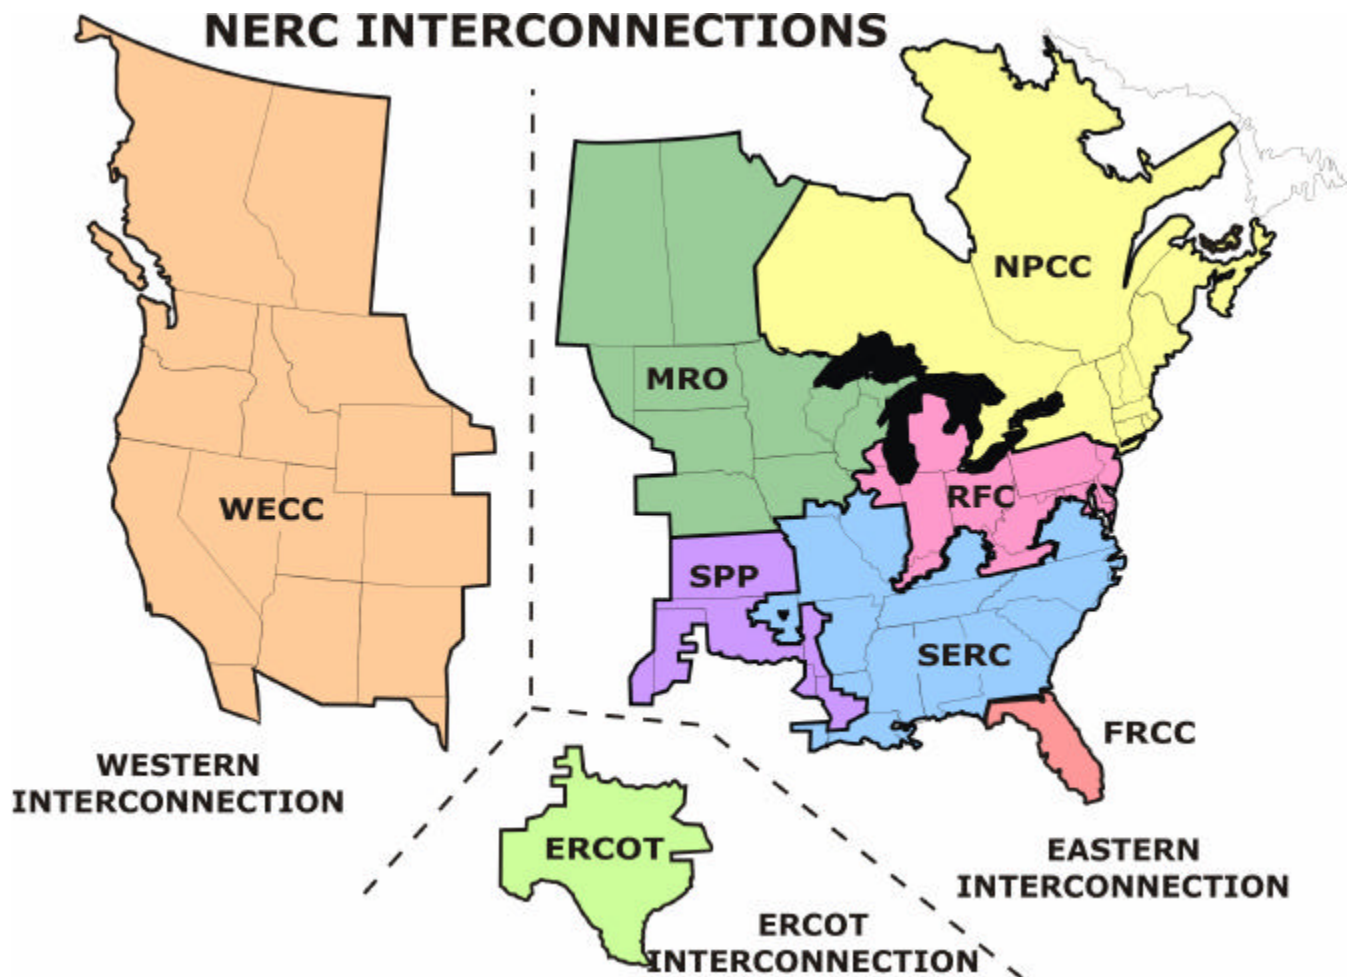 NERC INTERCONNECTIONS
NPCC
MRO
RFC
WECC
SPP
SERC
FRCC
WESTERN
INTERCONNECTION
ERCOT
EASTERN
INTERCONNECTION
ERCOT
INTERCONNECTION